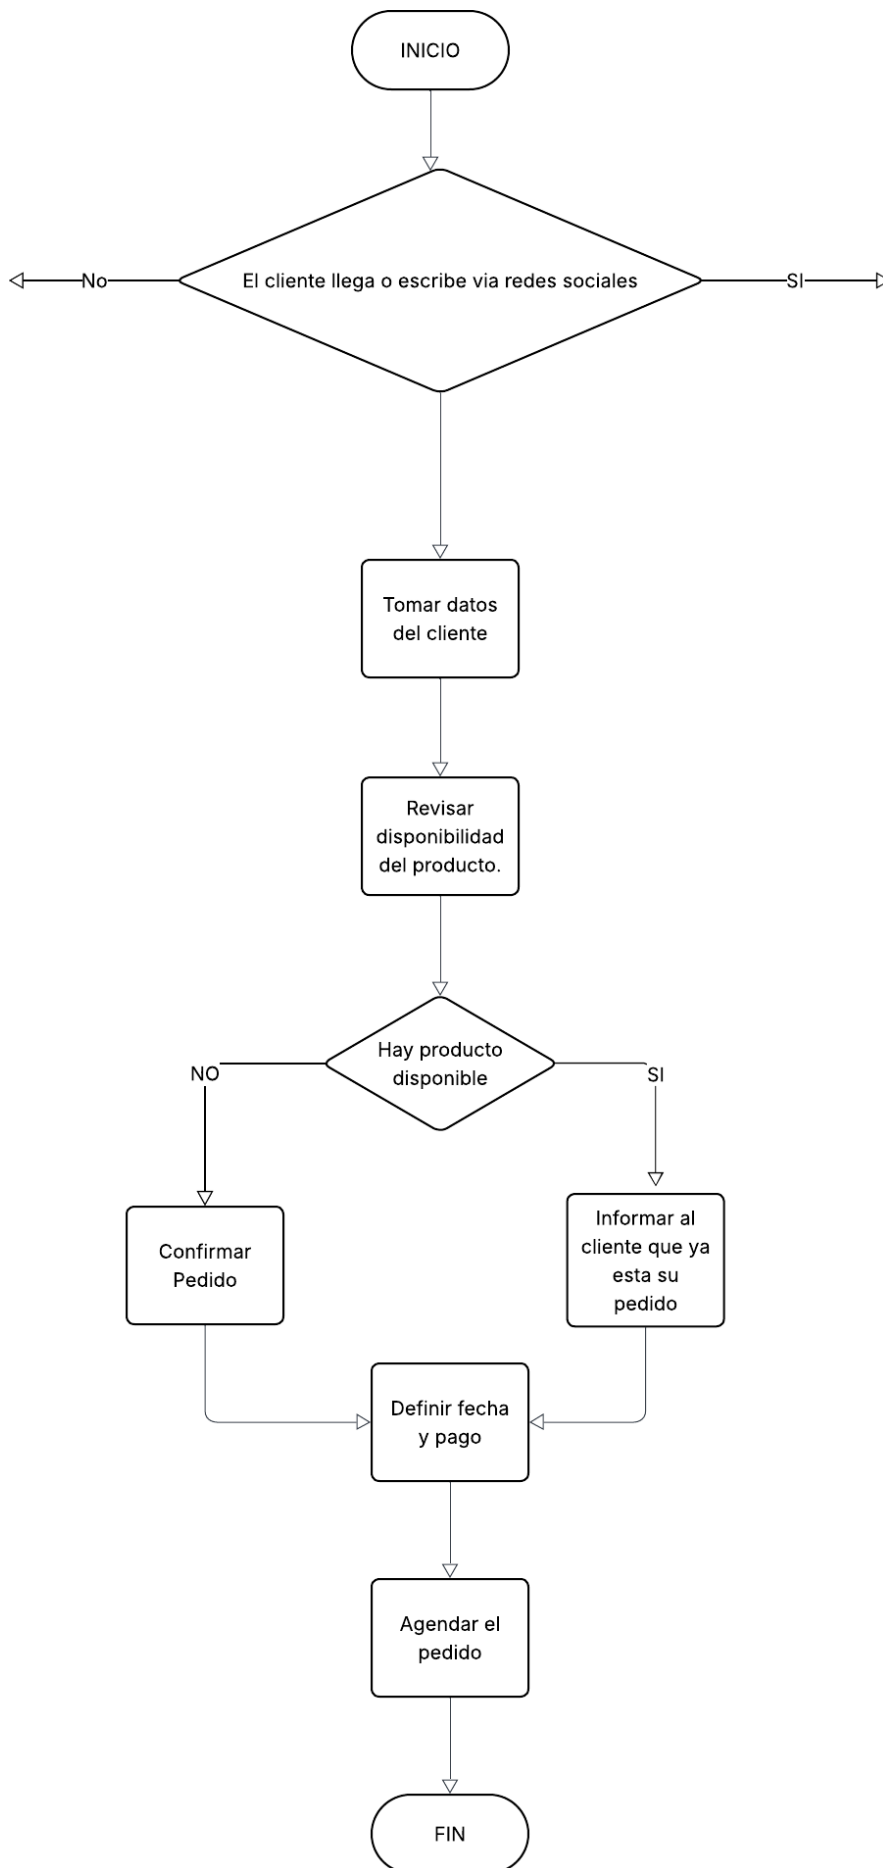 INICIO
No
El cliente llega o escribe via redes sociales
SI
Tomar datos
del cliente
Revisar
disponibilidad
del producto.
Hay producto
disponible
NO
SI
Confirmar
Pedido
Informar al
cliente que ya
esta su
pedido
Definir fecha
y pago
Agendar el
pedido
FIN